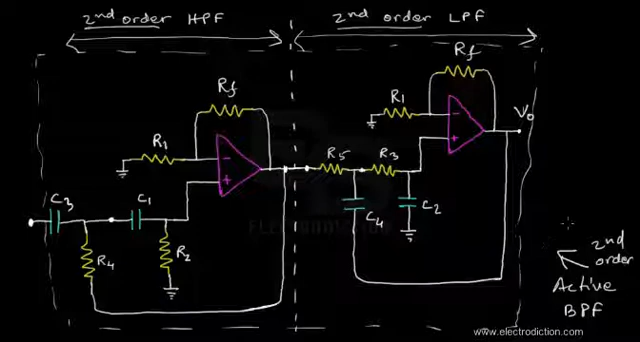 2nd order HPF
2nd order LPF
Rf
Rf
R1
R1
Vo
R5
R3
C3
C1
C4
C2
R4
R2
ELECTRODICTION
2nd
order
Active
BPF
www.electrodiction.com